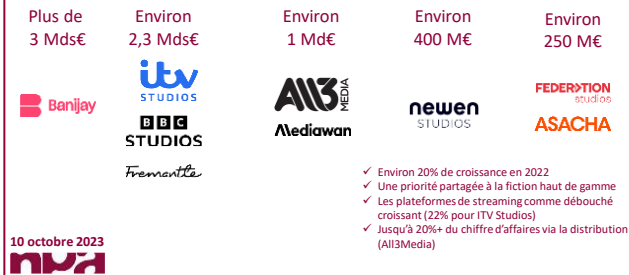 Plus de
3 Mds€
Environ
2,3 Mds€
Environ
1 Md€
Environ
400 M€
Environ
250 M€
Banijay
itv
STUDIOS
BBC
STUDIOS
Fremantle
All3
MEDIA
Mediawan
newen
STUDIOS
FEDERATION
studios
ASACHA
✓ Environ 20% de croissance en 2022
✓ Une priorité partagée à la fiction haut de gamme
✓ Les plateformes de streaming comme débouché
croissant (22% pour ITV Studios)
✓ Jusqu'à 20%+ du chiffre d'affaires via la distribution
(All3Media)
10 octobre 2023
npa